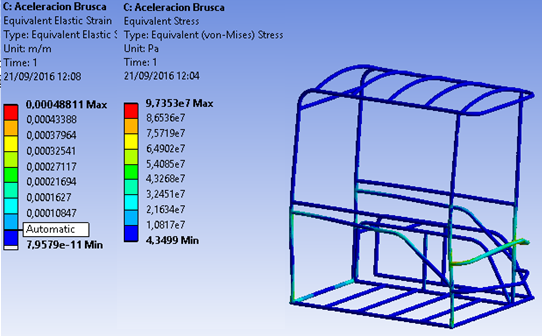 C: Aceleracion Brusca
Equivalent Elastic Strain
Type: Equivalent Elastic S
Unit: m/m
Time: 1
21/09/2016 12:08
0,00048811 Max
0,00043388
0,00037964
0,00032541
0,00027117
0,00021694
0,0001627
0,00010847
Automatic
7,9579e-11 Min
C: Aceleracion Brusca
Equivalent Stress
Type: Equivalent (von-Mises) Stress
Unit: Pa
Time: 1
21/09/2016 12:04
9,7353e7 Max
8,6536e7
7,5719e7
6,4902e7
5,4085e7
4,3268e7
3,2451e7
2,1634e7
1,0817e7
4,3499 Min